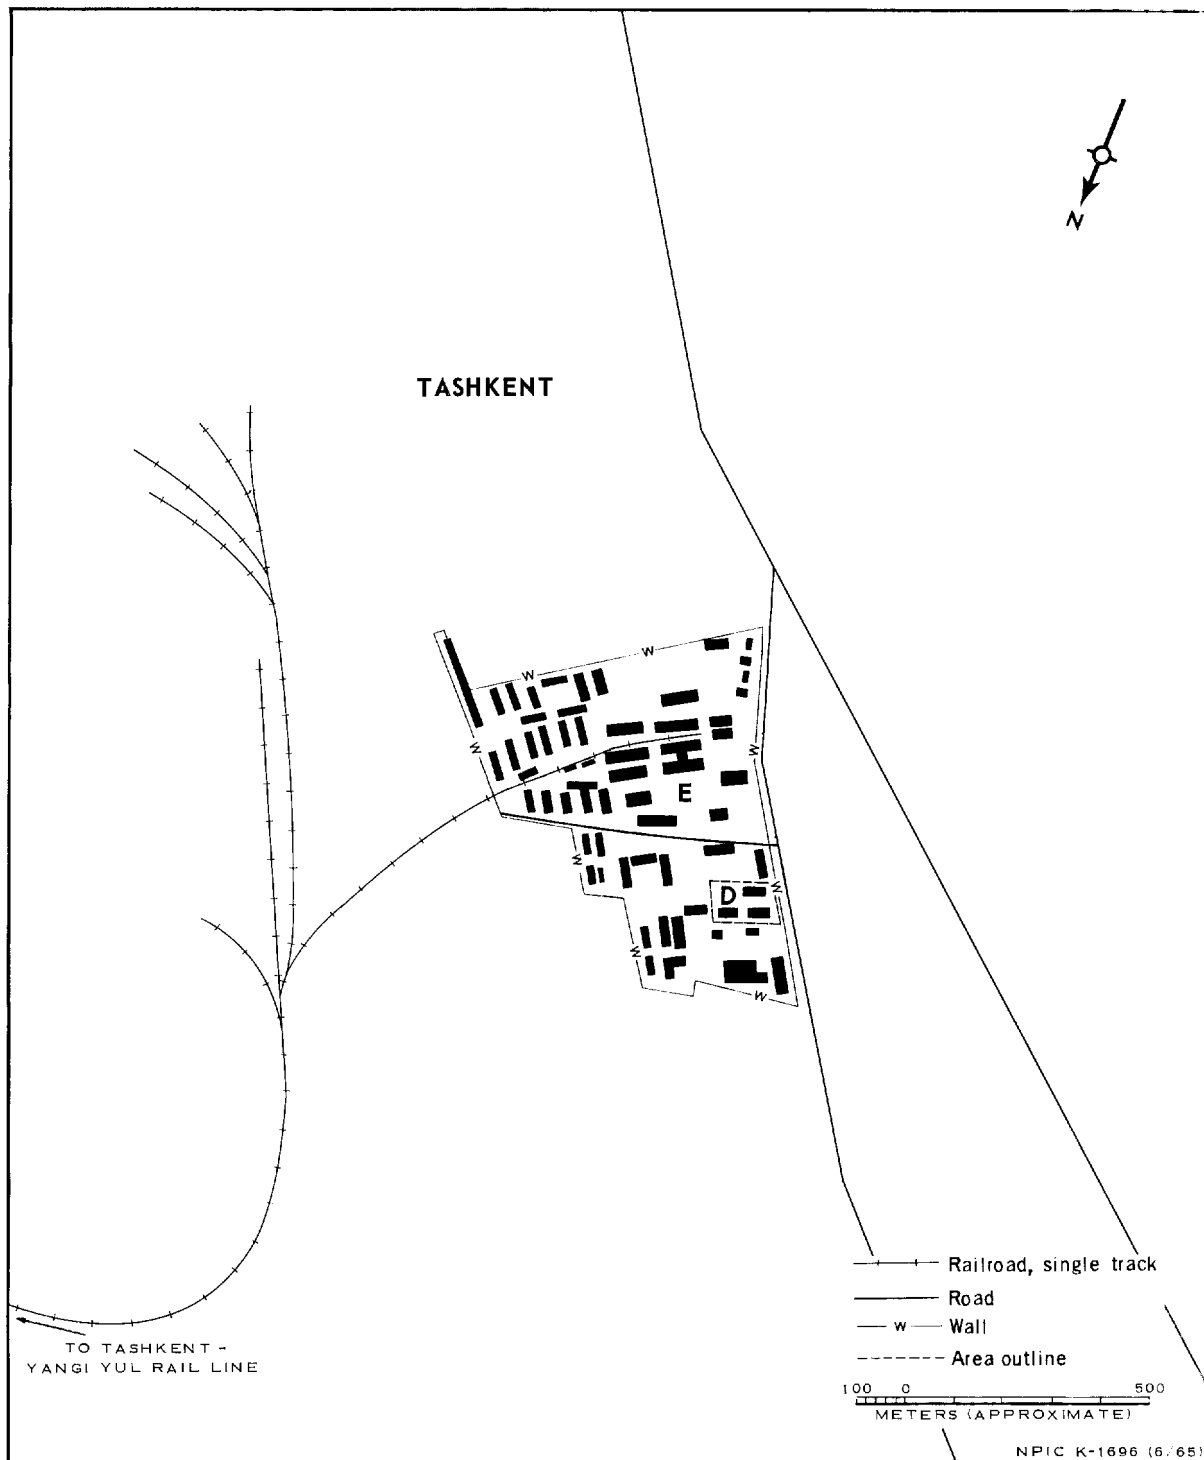 N
TASHKENT
W
W
W
W
E
W
D
W
W
W
Railroad, single track
Road
W Wall
Area outline
TO TASHKENT -
YANGI YUL RAIL LINE
100 0 500
METERS (APPROXIMATE)
NPIC K-1696 (6/65)